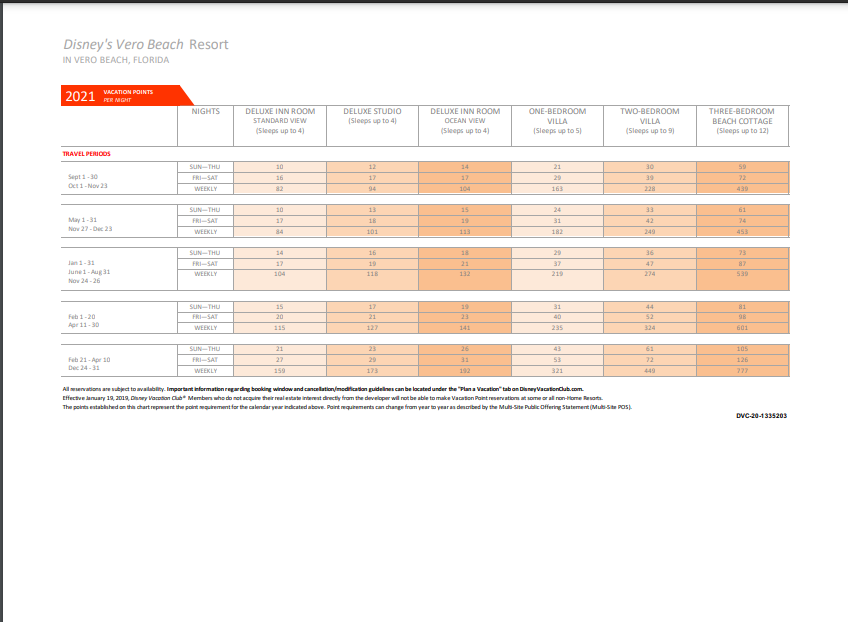 Disney's Vero Beach Resort
IN VERO BEACH, FLORIDA
2021 VACATION POINTS PER NIGHT
NIGHTS DELUXE INN ROOM STANDARD VIEW (Sleeps up to 4) DELUXE STUDIO (Sleeps up to 4) DELUXE INN ROOM OCEAN VIEW (Sleeps up to 4) ONE-BEDROOM VILLA (Sleeps up to 5) TWO-BEDROOM VILLA (Sleeps up to 9) THREE-BEDROOM BEACH COTTAGE (Sleeps up to 12)
TRAVEL PERIODS
Sept 1 - 30
Oct 1 - Nov 23
SUN—THU 10 12 14 21 30 59
FRI—SAT 16 17 17 29 39 72
WEEKLY 82 94 104 163 228 439
May 1 - 31
Nov 27 - Dec 23
SUN—THU 10 13 15 24 33 61
FRI—SAT 17 18 19 31 42 74
WEEKLY 84 101 113 182 249 453
Jan 1 - 31
June 1 - Aug 31
Nov 24 - 26
SUN—THU 14 16 18 29 36 73
FRI—SAT 17 19 21 37 47 87
WEEKLY 104 118 132 219 274 539
Feb 1 - 20
Apr 11 - 30
SUN—THU 15 17 19 31 44 81
FRI—SAT 20 21 23 40 52 98
WEEKLY 115 127 141 235 324 601
Feb 21 - Apr 10
Dec 24 - 31
SUN—THU 21 23 26 43 61 105
FRI—SAT 27 29 31 53 72 126
WEEKLY 159 173 192 321 449 777
All reservations are subject to availability. Important information regarding booking window and cancellation/modification guidelines can be located under the "Plan a Vacation" tab on DisneyVacationClub.com.
Effective January 19, 2019, Disney Vacation Club® Members who do not acquire their real estate interest directly from the developer will not be able to make Vacation Point reservations at some or all non-Home Resorts.
The points established on this chart represent the point requirement for the calendar year indicated above. Point requirements can change from year to year as described by the Multi-Site Public Offering Statement (Multi-Site POS).
DVC-20-1335203